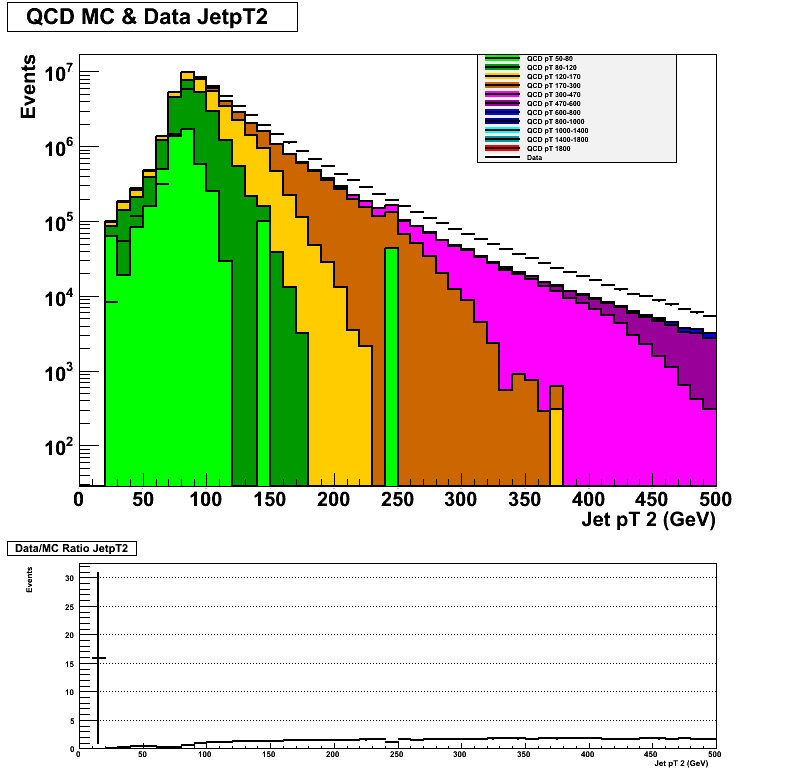 QCD MC & Data JetpT2
Events
10^7
10^6
10^5
10^4
10^3
10^2
QCD pT 50-80
QCD pT 80-120
QCD pT 120-170
QCD pT 170-300
QCD pT 300-470
QCD pT 470-600
QCD pT 600-800
QCD pT 800-1000
QCD pT 1000-1400
QCD pT 1400-1800
QCD pT 1800
Data
0 50 100 150 200 250 300 350 400 450 500
Jet pT 2 (GeV)
Data/MC Ratio JetpT2
Events
30
25
20
15
10
5
0
0 50 100 150 200 250 300 350 400 450 500
Jet pT 2 (GeV)